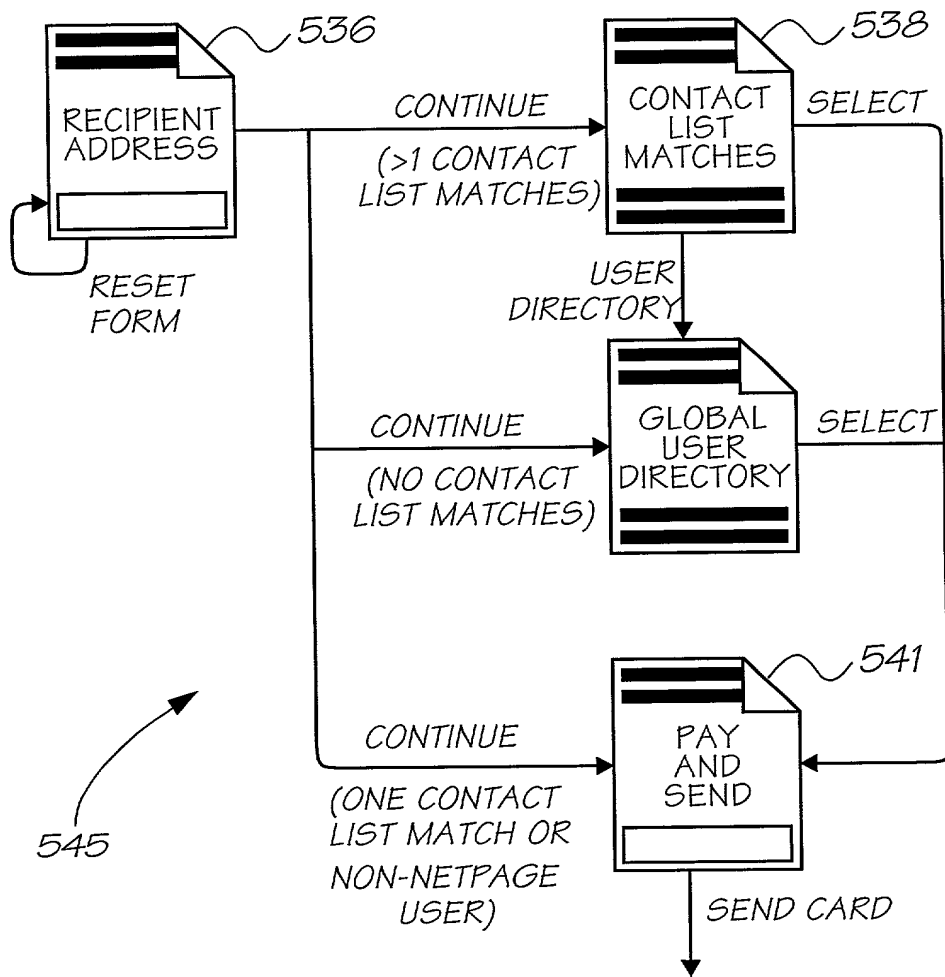 536
538
RECIPIENT
ADDRESS
CONTINUE
(>1 CONTACT
LIST MATCHES)
CONTACT
LIST
MATCHES
SELECT
RESET
FORM
USER
DIRECTORY
CONTINUE
(NO CONTACT
LIST MATCHES)
GLOBAL
USER
DIRECTORY
SELECT
541
CONTINUE
(ONE CONTACT
LIST MATCH OR
NON-NETPAGE
USER)
PAY
AND
SEND
545
SEND CARD